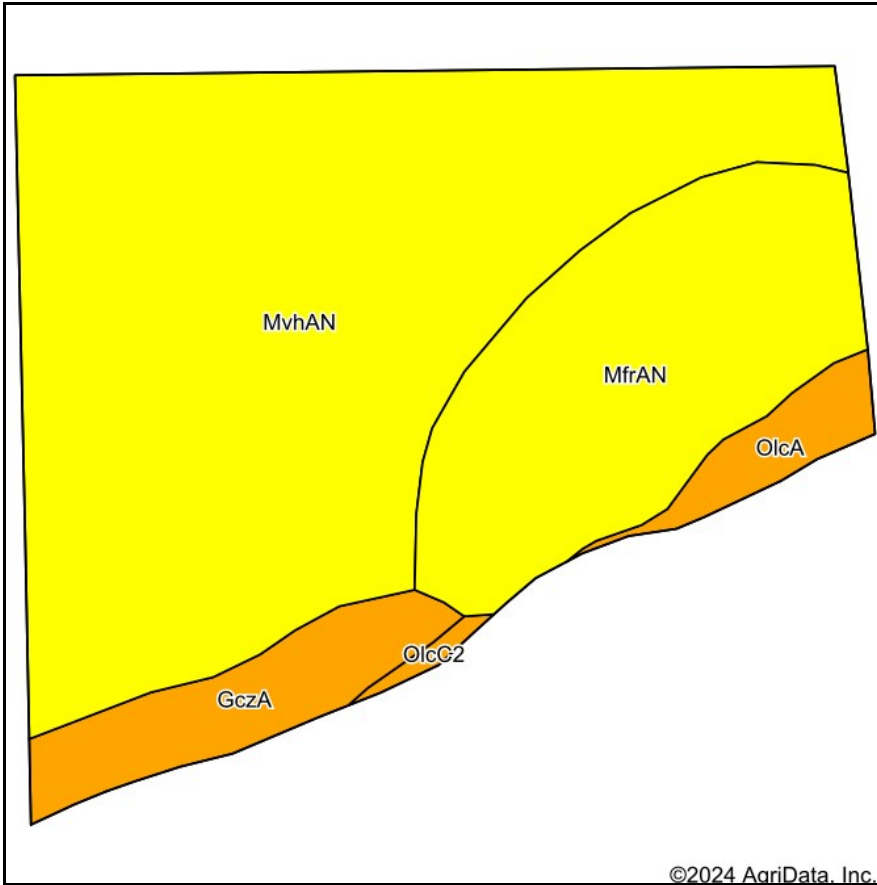 MvhAN
MfrAN
OlcA
OlcC2
GczA
©2024 AgriData, Inc.